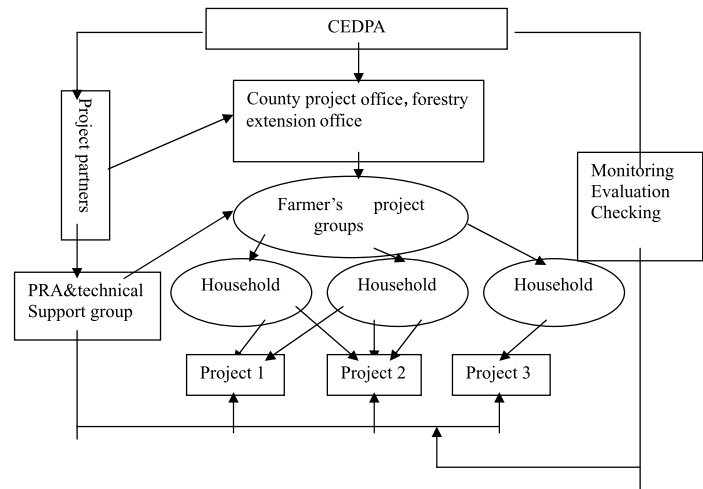 CEDPA
Project partners
County project office, forestry
extension office
Monitoring
Evaluation
Checking
Farmer's project
groups
PRA&technical
Support group
Household
Household
Household
Project 1
Project 2
Project 3